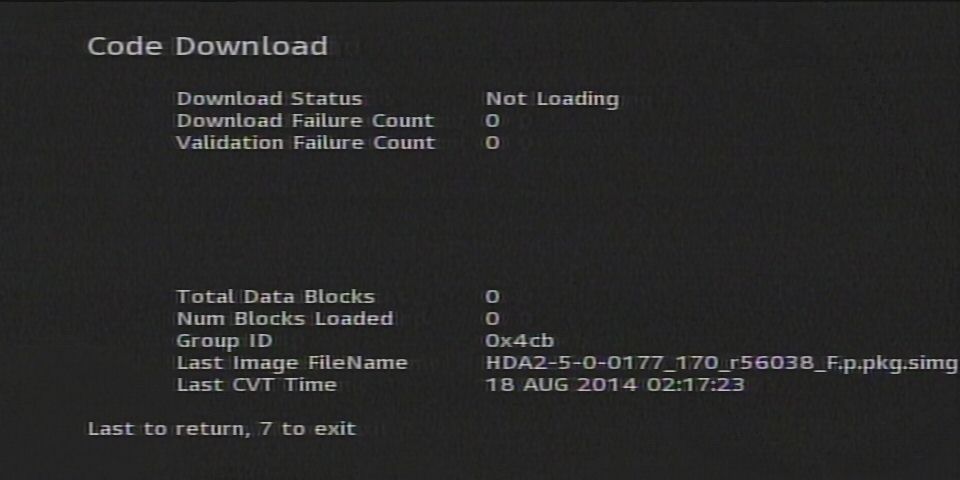 Code Download
Download Status Not Loading
Download Failure Count 0
Validation Failure Count 0
Total Data Blocks 0
Num Blocks Loaded 0
Group ID 0x4cb
Last Image FileName HDA2-5-0-0177_170_r56038_F.p.pkg.simg
Last CVT Time 18 AUG 2014 02:17:23
Last to return, 7 to exit